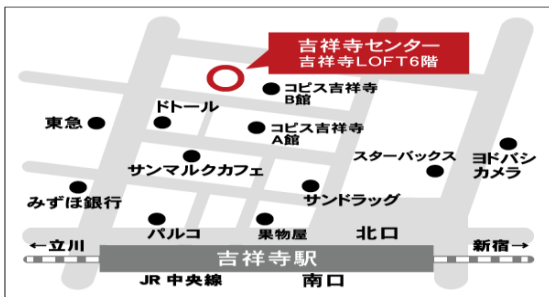 吉祥寺センター
吉祥寺LOFT6階
コピス吉祥寺
B館
ドトール
東急
コピス吉祥寺
A館
サンマルクカフェ
スターバックス
ヨドバシ
カメラ
みずほ銀行
サンドラッグ
パルコ
果物屋
北口
←立川
新宿→
吉祥寺駅
JR 中央線
南口